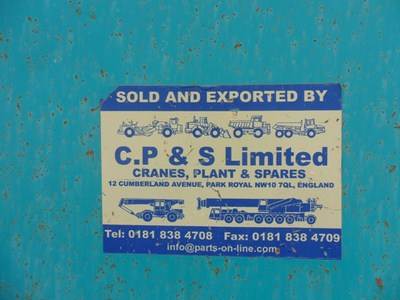 SOLD AND EXPORTED BY
C.P & S Limited
CRANES, PLANT & SPARES
12 CUMBERLAND AVENUE, PARK ROYAL NW10 7QL, ENGLAND
Tel: 0181 838 4708 Fax: 0181 838 4709
info@parts-on-line.com